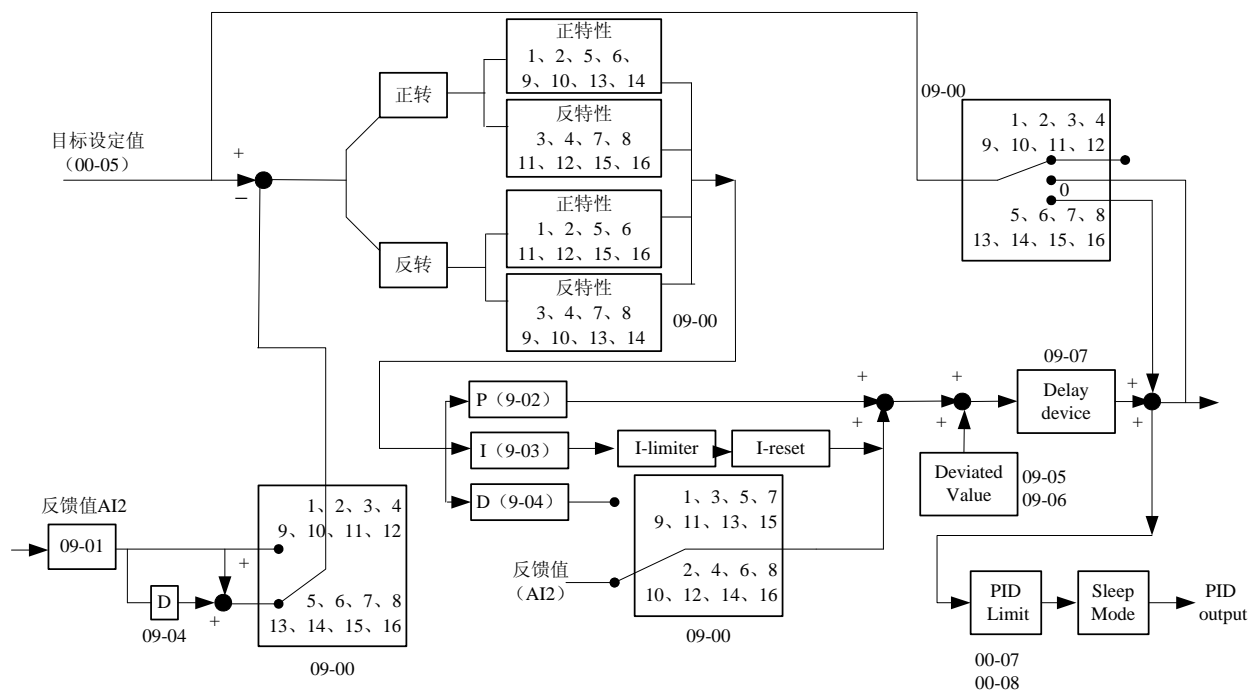 正特性
1、2、5、6、
9、10、13、14
正转
反特性
3、4、7、8
11、12、15、16
09-00
1、2、3、4
9、10、11、12
0
5、6、7、8
13、14、15、16
目标设定值
（00-05）
+
−
正特性
1、2、5、6
11、12、15、16
反转
反特性
3、4、7、8
9、10、13、14
09-00
P（9-02）
I（9-03）
I-limiter
I-reset
D（9-04）
+
+
+
+
09-07
Delay
device
+
+
Deviated
Value
09-05
09-06
反馈值AI2
09-01
D
09-04
+
+
1、2、3、4
9、10、11、12
5、6、7、8
13、14、15、16
09-00
反馈值
（AI2）
1、3、5、7
9、11、13、15
2、4、6、8
10、12、14、16
09-00
PID
Limit
00-07
00-08
Sleep
Mode
PID
output